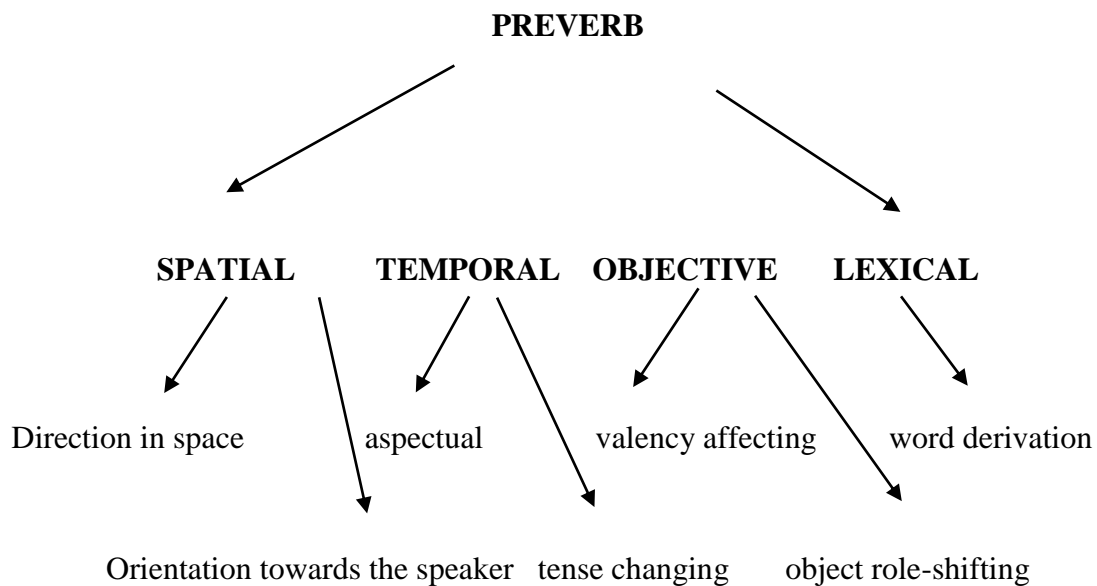 PREVERB
SPATIAL TEMPORAL OBJECTIVE LEXICAL
Direction in space aspectual valency affecting word derivation
Orientation towards the speaker tense changing object role-shifting